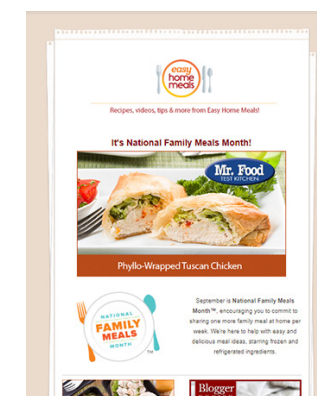 easy
home
meals
Recipes, videos, tips & more from Easy Home Meals!
It's National Family Meals Month!
Mr. Food
TEST KITCHEN
Phyllo-Wrapped Tuscan Chicken
NATIONAL
FAMILY
MEALS
MONTH
TM
September is National Family Meals
Month™, encouraging you to commit to
sharing one more family meal at home per
week. We're here to help with easy and
delicious meal ideas, starring frozen and
refrigerated ingredients.
Blogger